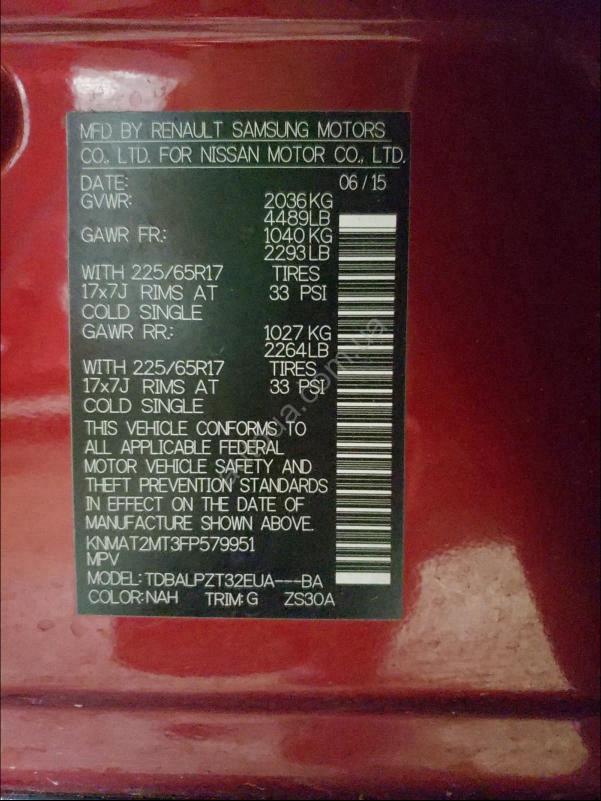 MFD BY RENAULT SAMSUNG MOTORS
CO., LTD. FOR NISSAN MOTOR CO., LTD.
DATE: 06/15
GVWR: 2036KG
4489LB
GAWR FR.: 1040 KG
2293LB
WITH 225/65R17 TIRES
17x7J RIMS AT 33 PSI
COLD SINGLE
GAWR RR.: 1027 KG
2264LB
WITH 225/65R17 TIRES
17x7J RIMS AT 33 PSI
COLD SINGLE
THIS VEHICLE CONFORMS TO
ALL APPLICABLE FEDERAL
MOTOR VEHICLE SAFETY AND
THEFT PREVENTION STANDARDS
IN EFFECT ON THE DATE OF
MANUFACTURE SHOWN ABOVE.
KNMAT2MT3FP579951
MPV
MODEL: TDBALPZT32EUA---BA
COLOR: NAH TRIM: G ZS30A